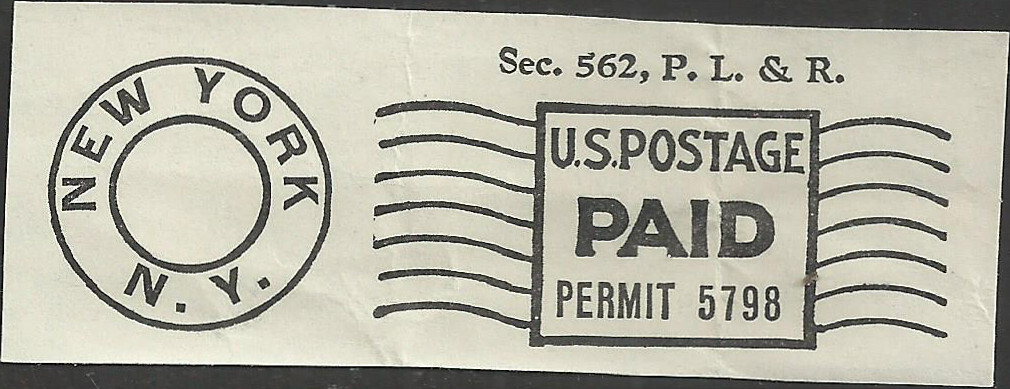 NEW YORK
N. Y.
Sec. 562, P. L. & R.
U.S.POSTAGE
PAID
PERMIT 5798